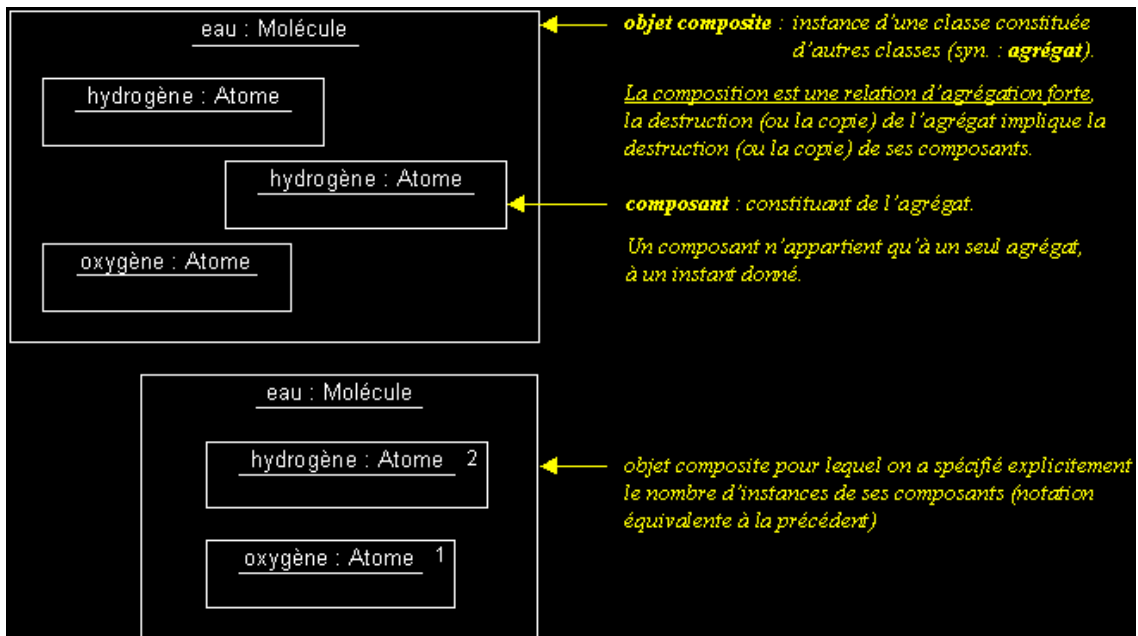 eau : Molécule
hydrogène : Atome
hydrogène : Atome
oxygène : Atome
objet composite : instance d'une classe constituée
d'autres classes (syn. : agrégat).
La composition est une relation d'agrégation forte,
la destruction (ou la copie) de l'agrégat implique la
destruction (ou la copie) de ses composants.
composant : constituant de l'agrégat.
Un composant n'appartient qu'à un seul agrégat,
à un instant donné.
eau : Molécule
hydrogène : Atome 2
oxygène : Atome 1
objet composite pour lequel on a spécifié explicitement
le nombre d'instances de ses composants (notation
équivalente à la précédent)